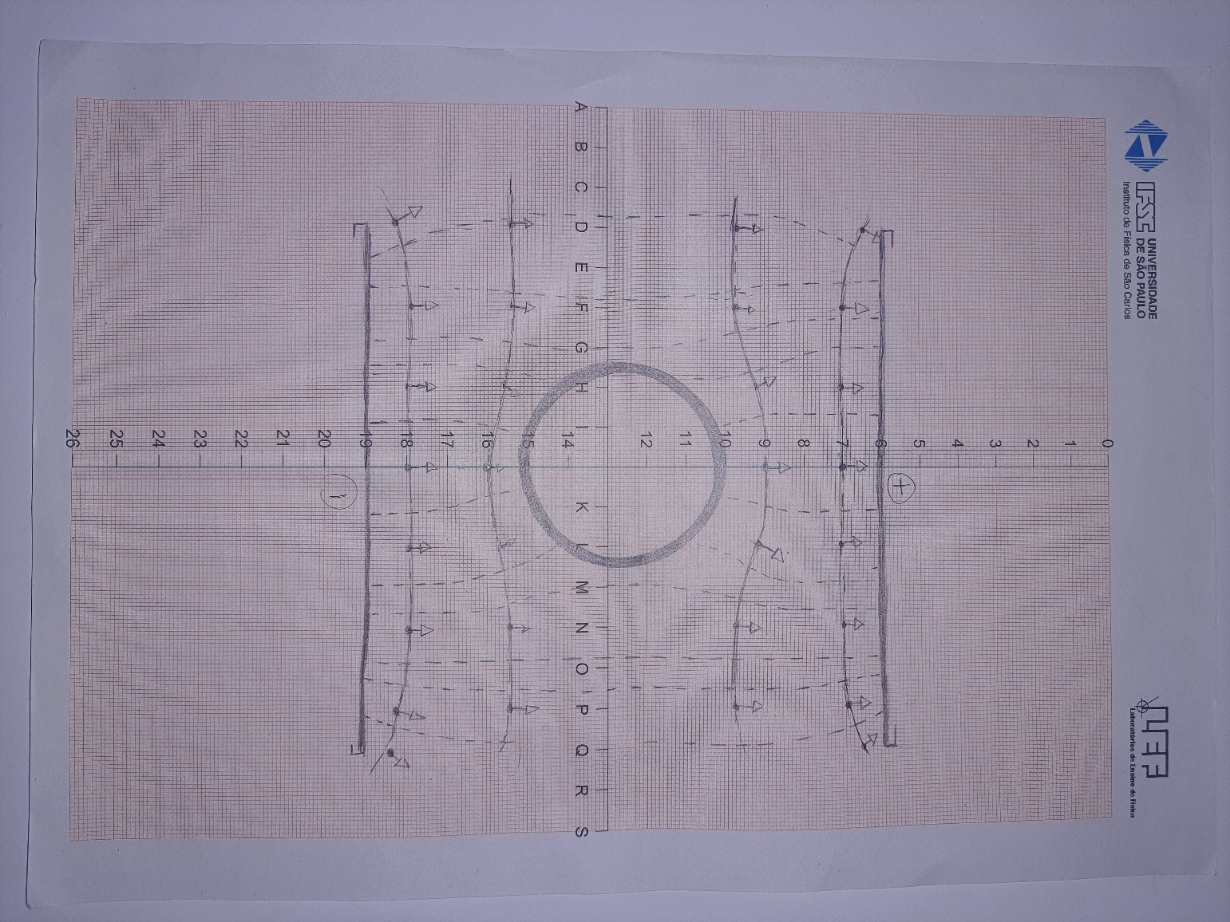 IFSC UNIVERSIDADE
DE SÃO PAULO
Instituto de Física de São Carlos
LEF
Laboratórios de Ensino de Física
A B C D E F G H I K L M N O P Q R S
0 1 2 3 4 5 6 7 8 9 10 11 12 14 15 16 17 18 19 20 21 22 23 24 25 26
+